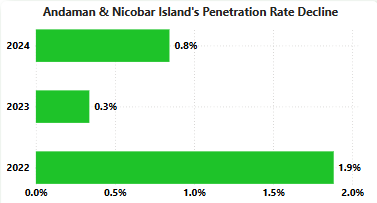 Andaman & Nicobar Island's Penetration Rate Decline
2024 0.8%
2023 0.3%
2022 1.9%
0.0% 0.5% 1.0% 1.5% 2.0%